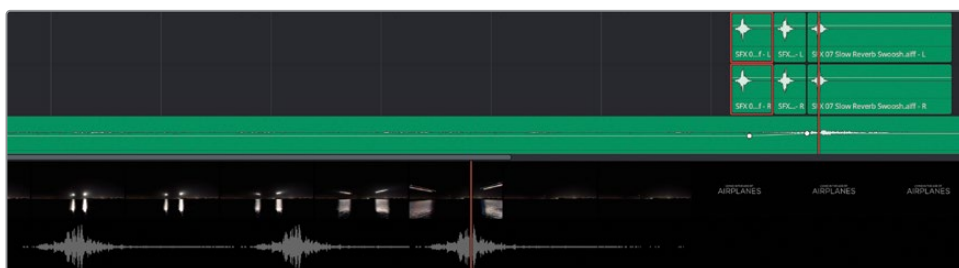 SFX 0...f - L
SFX...- L
SFX 07 Slow Reverb Swoosh.aiff - L
SFX 0...f - R
SFX...- R
SFX 07 Slow Reverb Swoosh.aiff - R
AIRPLANES
AIRPLANES
AIRPLANES